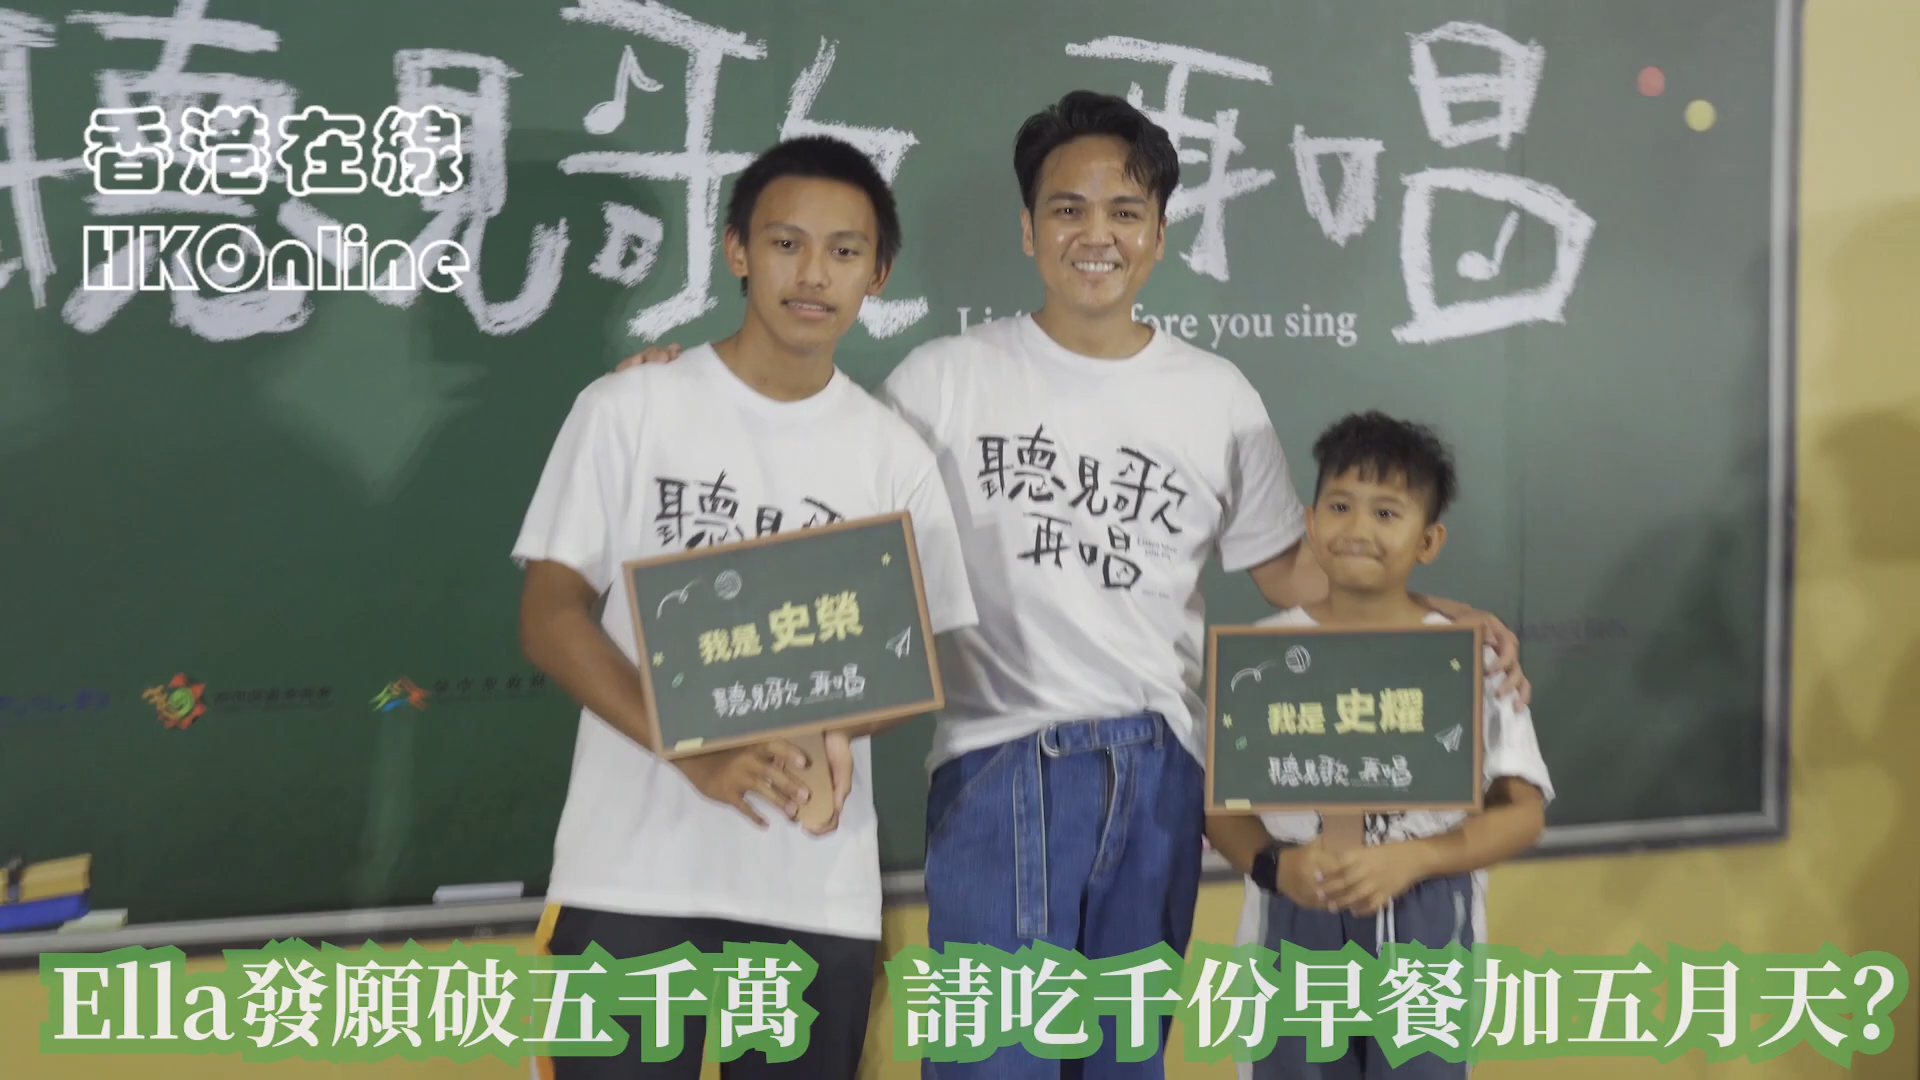 聽見歌 再唱
香港在線
HKOnline
fore you sing
聽見歌
再唱
我是 史榮
聽見歌 再唱
我是 史耀
聽見歌 再唱
Ella發願破五千萬 請吃千份早餐加五月天?